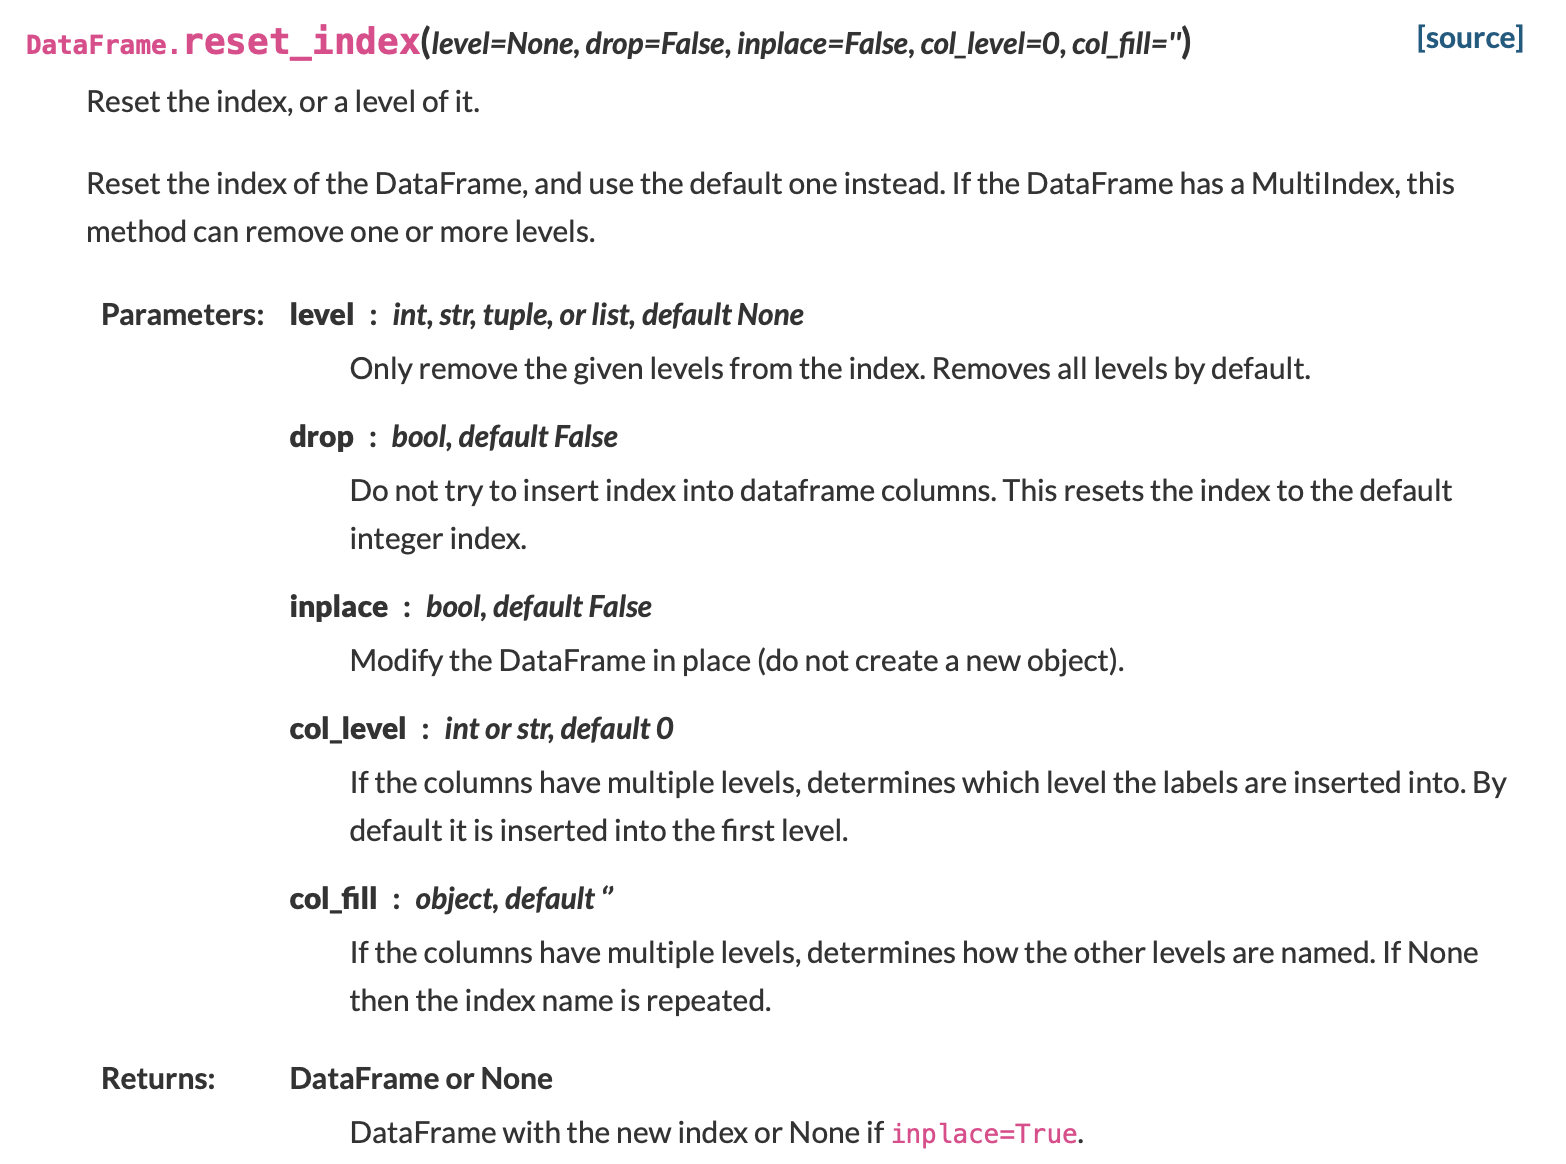 DataFrame.reset_index(level=None, drop=False, inplace=False, col_level=0, col_fill='') [source]
Reset the index, or a level of it.
Reset the index of the DataFrame, and use the default one instead. If the DataFrame has a MultiIndex, this
method can remove one or more levels.
Parameters: level : int, str, tuple, or list, default None
Only remove the given levels from the index. Removes all levels by default.
drop : bool, default False
Do not try to insert index into dataframe columns. This resets the index to the default
integer index.
inplace : bool, default False
Modify the DataFrame in place (do not create a new object).
col_level : int or str, default 0
If the columns have multiple levels, determines which level the labels are inserted into. By
default it is inserted into the first level.
col_fill : object, default ‘’
If the columns have multiple levels, determines how the other levels are named. If None
then the index name is repeated.
Returns: DataFrame or None
DataFrame with the new index or None if inplace=True.